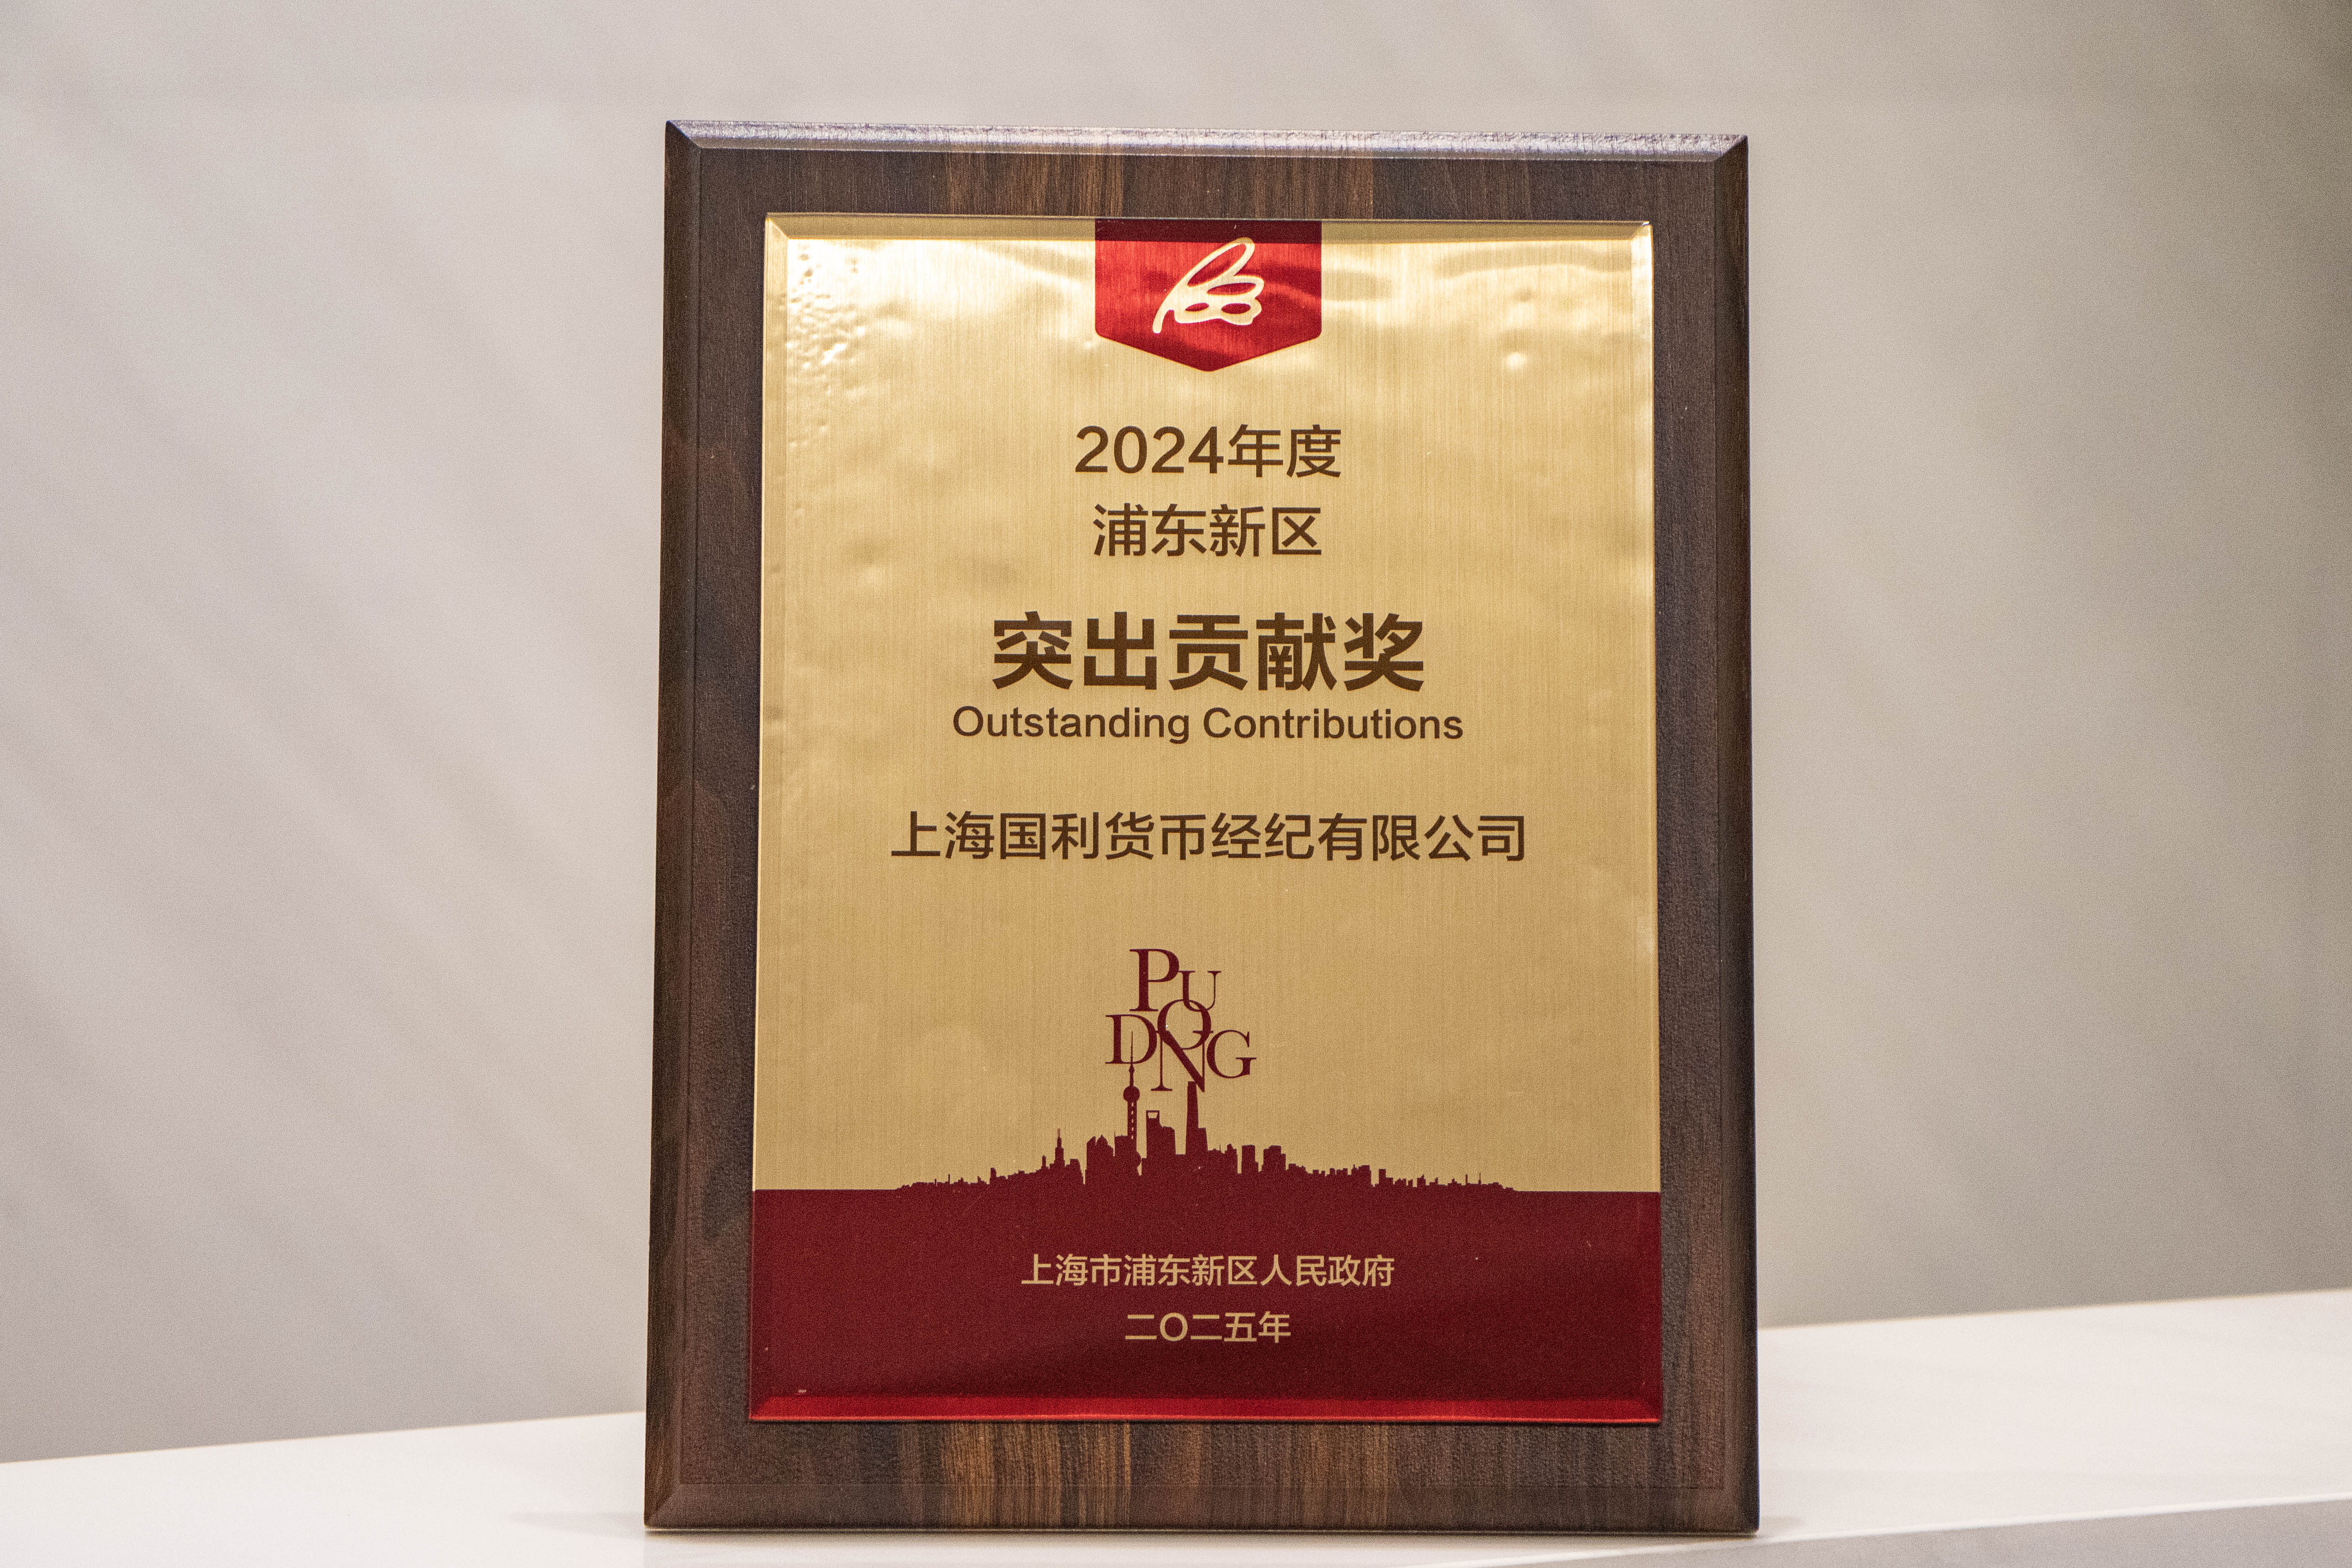 2024年度
浦东新区
突出贡献奖
Outstanding Contributions
上海国利货币经纪有限公司
PU
DONG
上海市浦东新区人民政府
二〇二五年